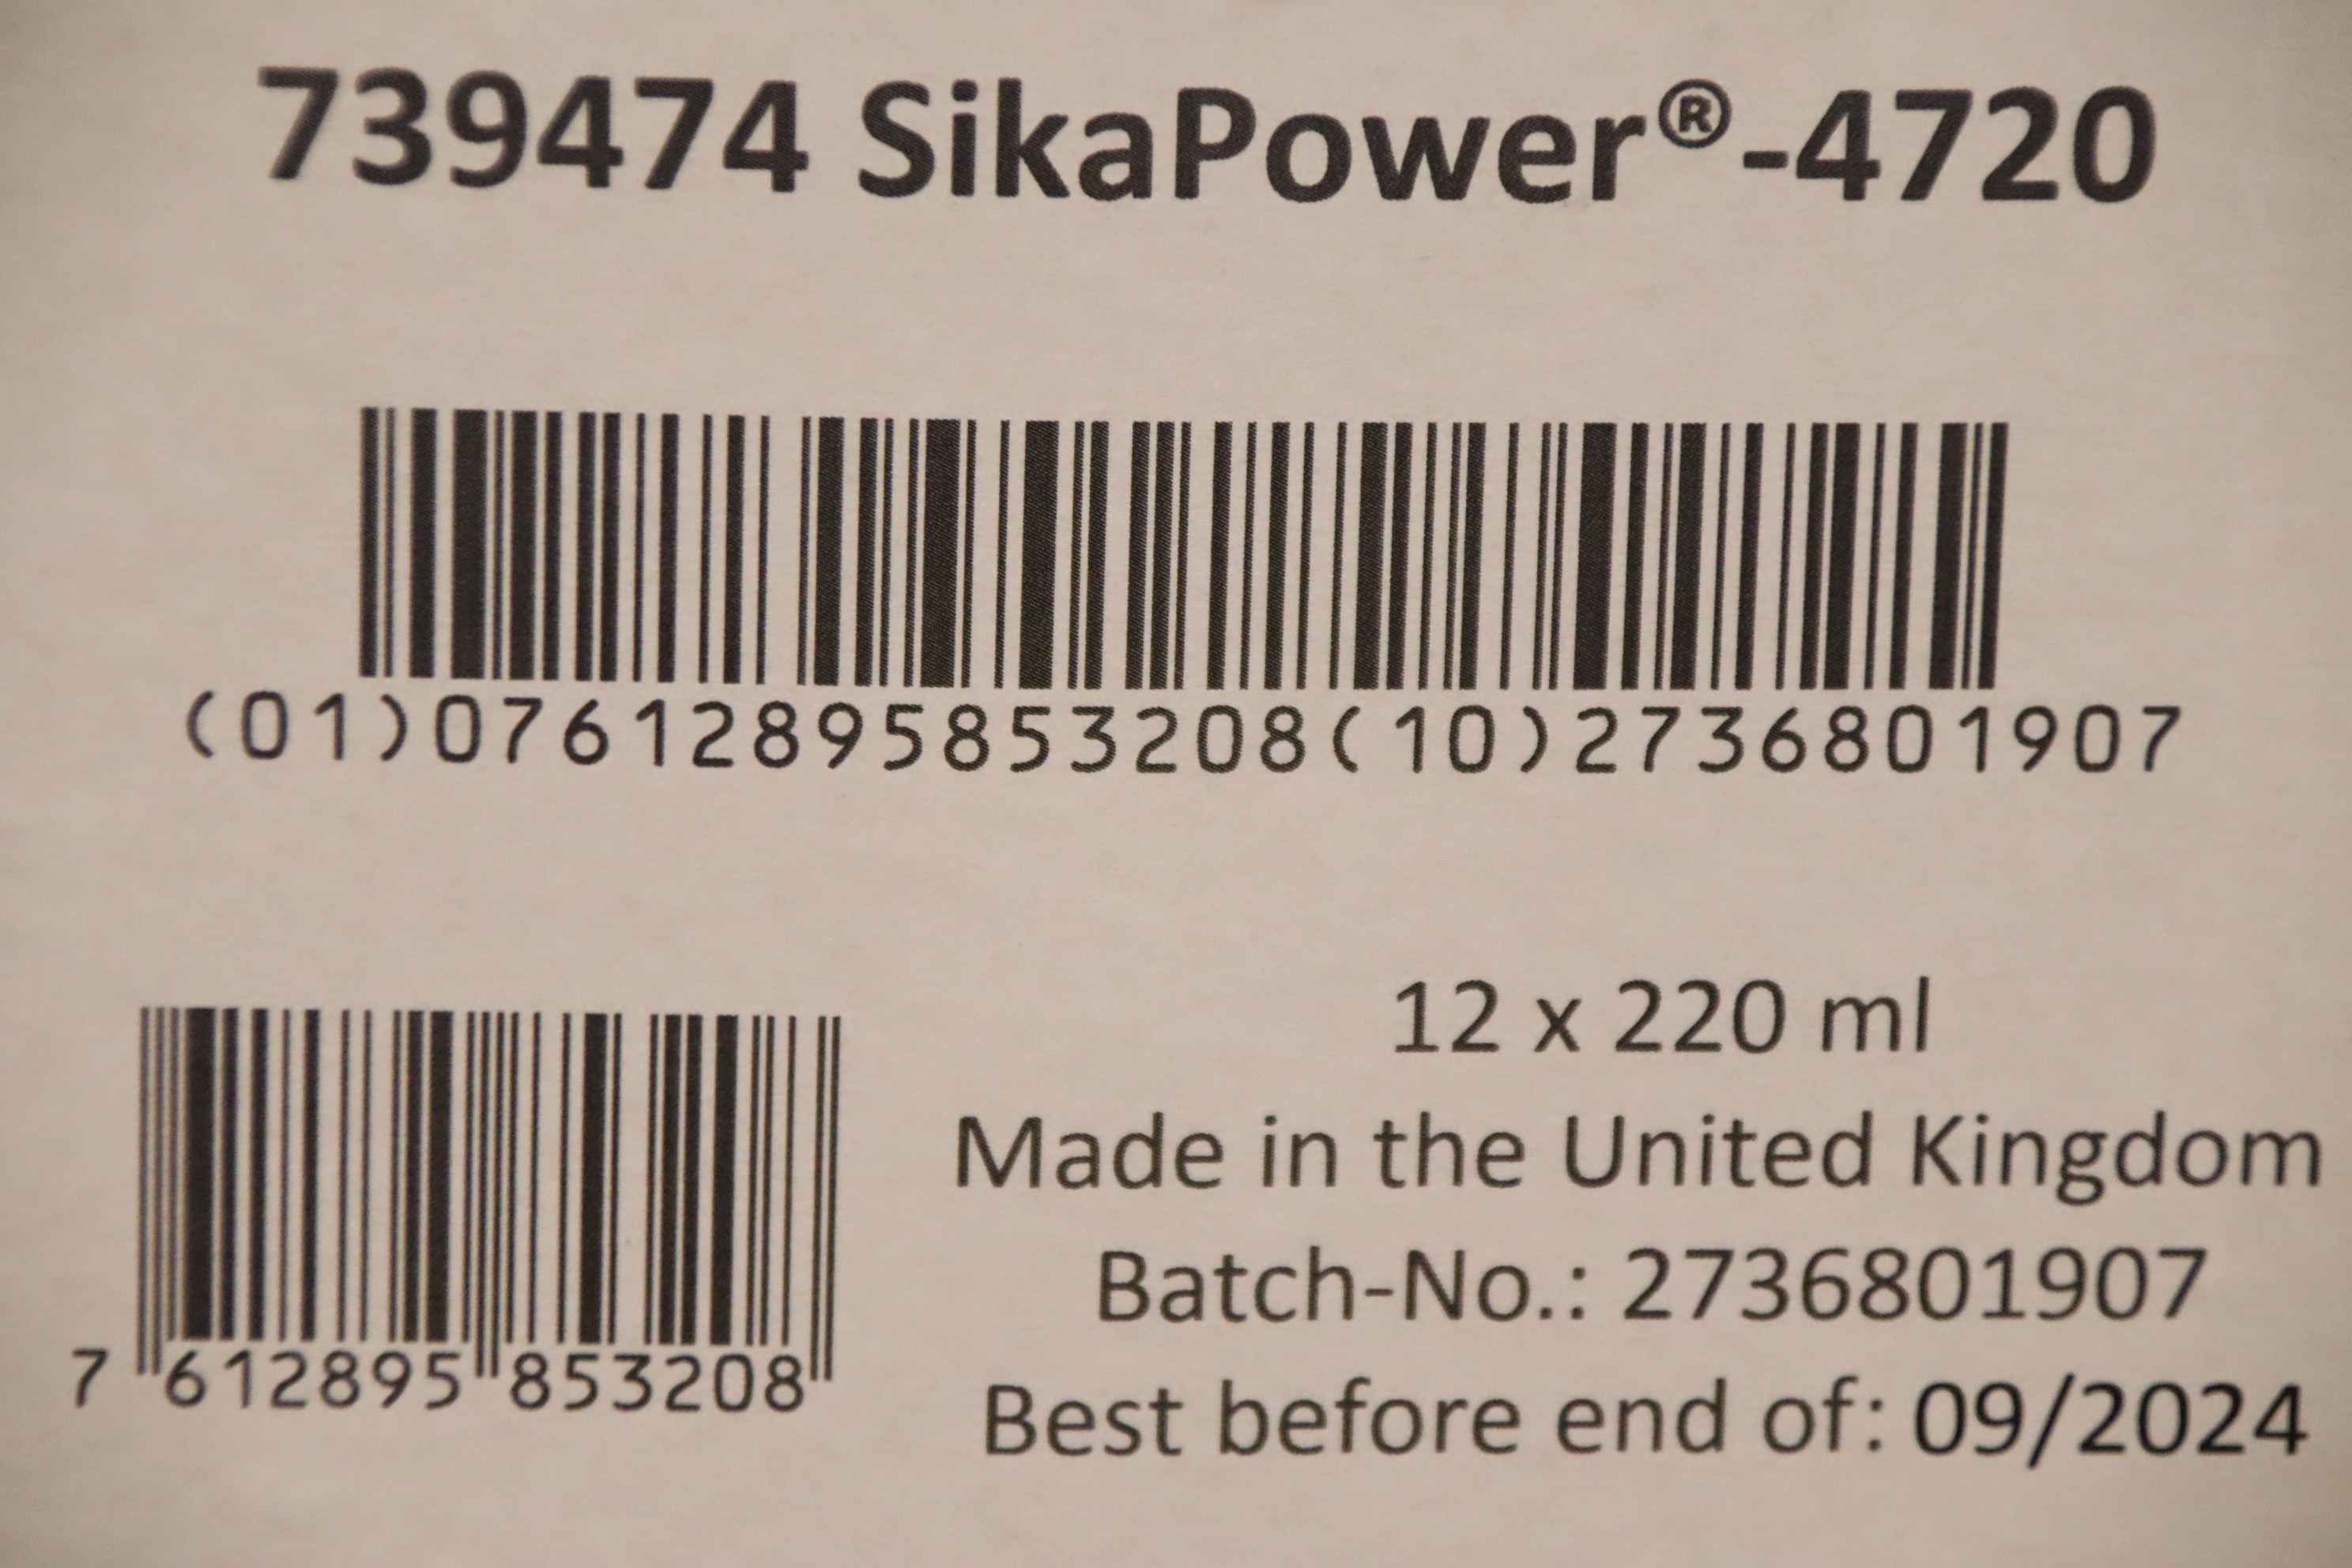 739474 SikaPower®-4720
(01)07612895853208(10)2736801907
12 x 220 ml
Made in the United Kingdom
Batch-No.: 2736801907
Best before end of: 09/2024
7 612895 853208